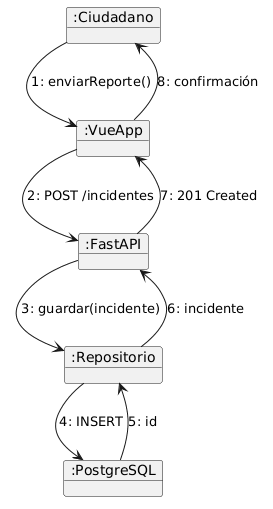 :Ciudadano
1: enviarReporte()
8: confirmación
:VueApp
2: POST /incidentes
7: 201 Created
:FastAPI
3: guardar(incidente)
6: incidente
:Repositorio
4: INSERT
5: id
:PostgreSQL